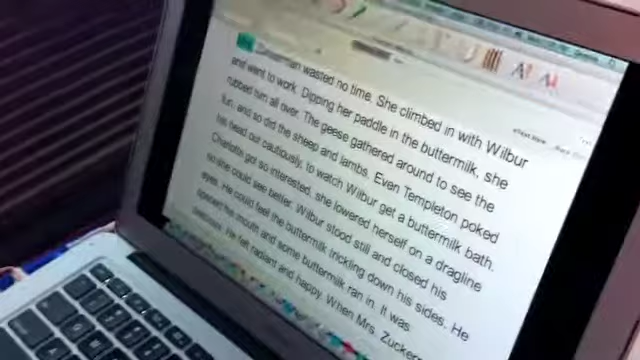 wasted no time. She climbed in with Wilbur
and went to work. Dipping her paddle in the buttermilk, she
rubbed him all over. The geese gathered around to see the
fun, and so did the sheep and lambs. Even Templeton poked
his head out cautiously, to watch Wilbur get a buttermilk bath.
Charlotte got so interested, she lowered herself on a dragline
so she could see better. Wilbur stood still and closed his
eyes. He could feel the buttermilk trickling down his sides. He
opened his mouth and some buttermilk ran in. It was
delicious. He felt radiant and happy. When Mrs. Zucker